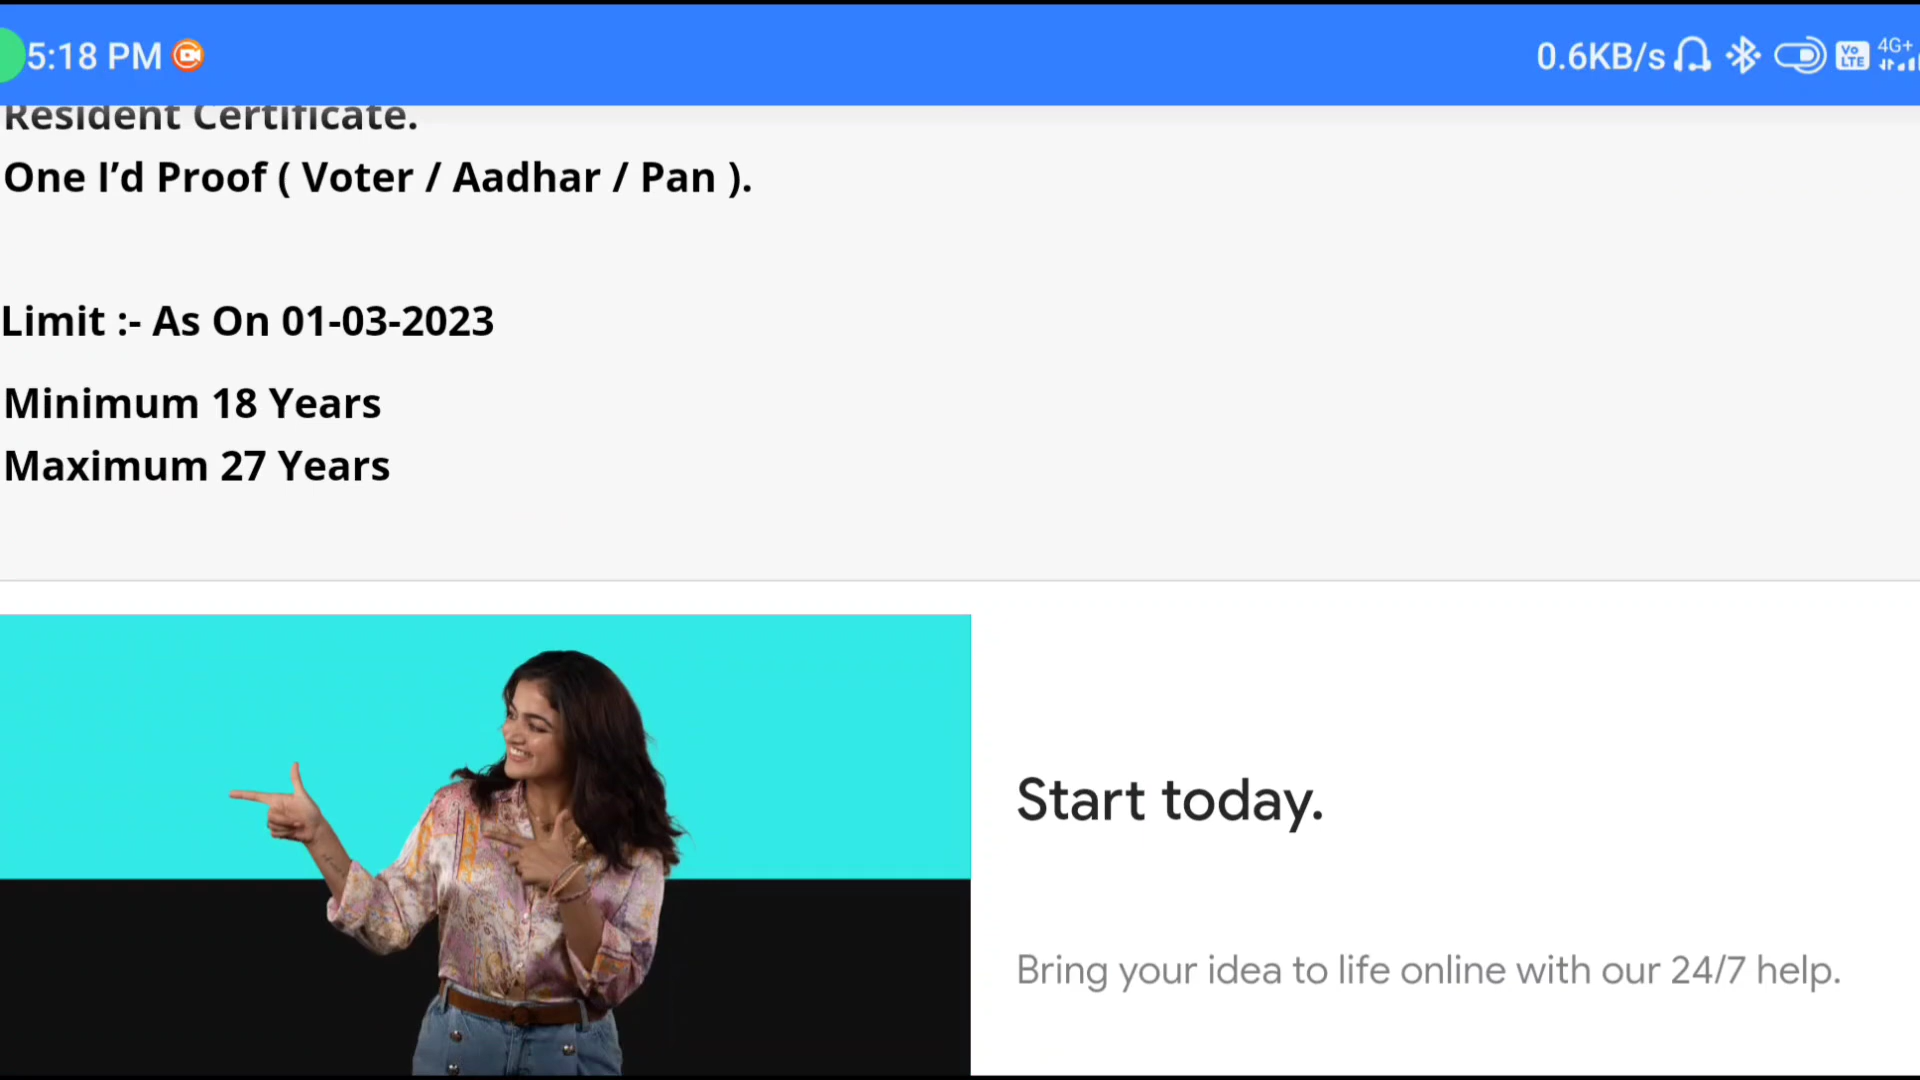 5:18 PM
0.6KB/s
Vo
LTE
4G+
Resident Certificate.
One I’d Proof ( Voter / Aadhar / Pan ).
Limit :- As On 01-03-2023
Minimum 18 Years
Maximum 27 Years
Start today.
Bring your idea to life online with our 24/7 help.